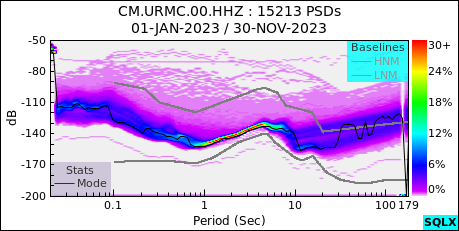 CM.URMC.00.HHZ : 15213 PSDs
01-JAN-2023 / 30-NOV-2023
-50
-80
-110
-140
-170
-200
dB
Baselines
HNM
LNM
Stats
Mode
0.1
1
10
100
179
Period (Sec)
30+
24%
18%
12%
6%
0%
SQLX